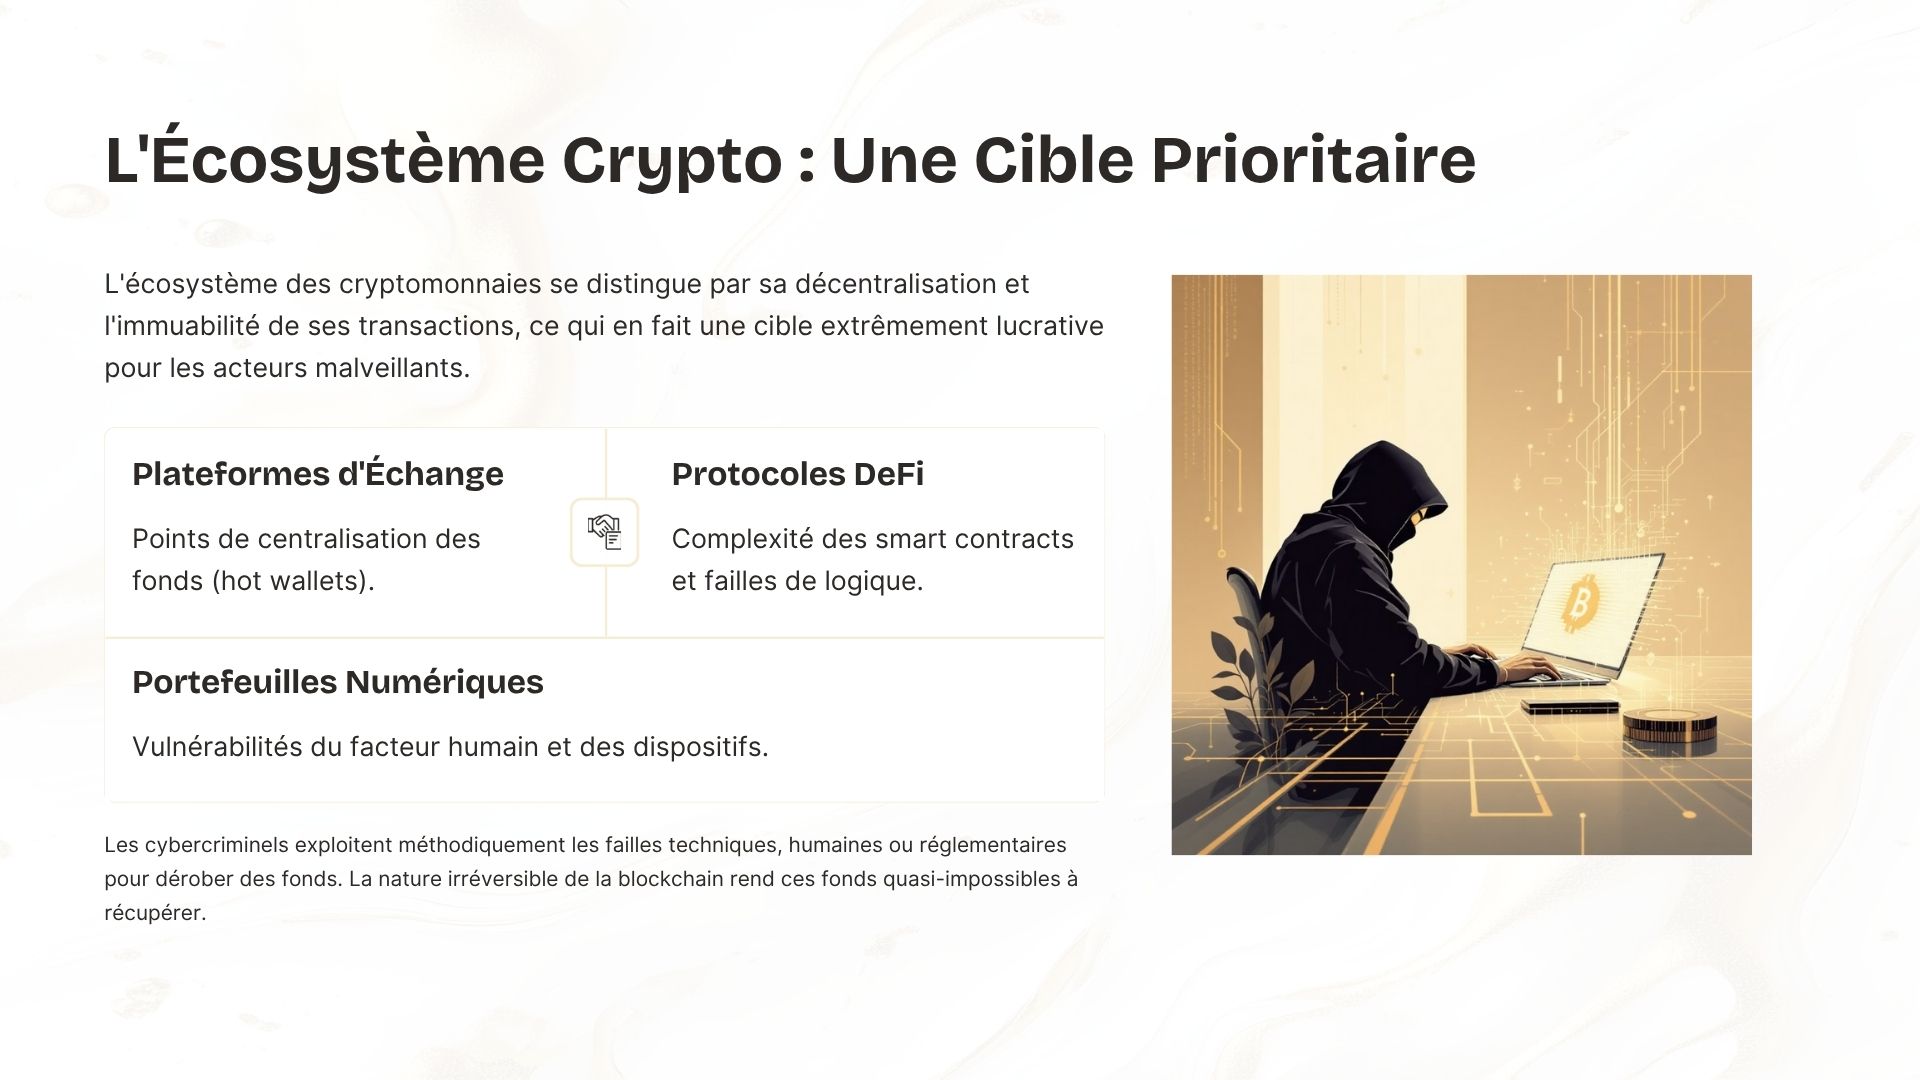 L'Écosystème Crypto : Une Cible Prioritaire
L'écosystème des cryptomonnaies se distingue par sa décentralisation et
l'immuabilité de ses transactions, ce qui en fait une cible extrêmement lucrative
pour les acteurs malveillants.
Plateformes d'Échange
Points de centralisation des
fonds (hot wallets).
Protocoles DeFi
Complexité des smart contracts
et failles de logique.
Portefeuilles Numériques
Vulnérabilités du facteur humain et des dispositifs.
Les cybercriminels exploitent méthodiquement les failles techniques, humaines ou réglementaires
pour dérober des fonds. La nature irréversible de la blockchain rend ces fonds quasi-impossibles à
récupérer.